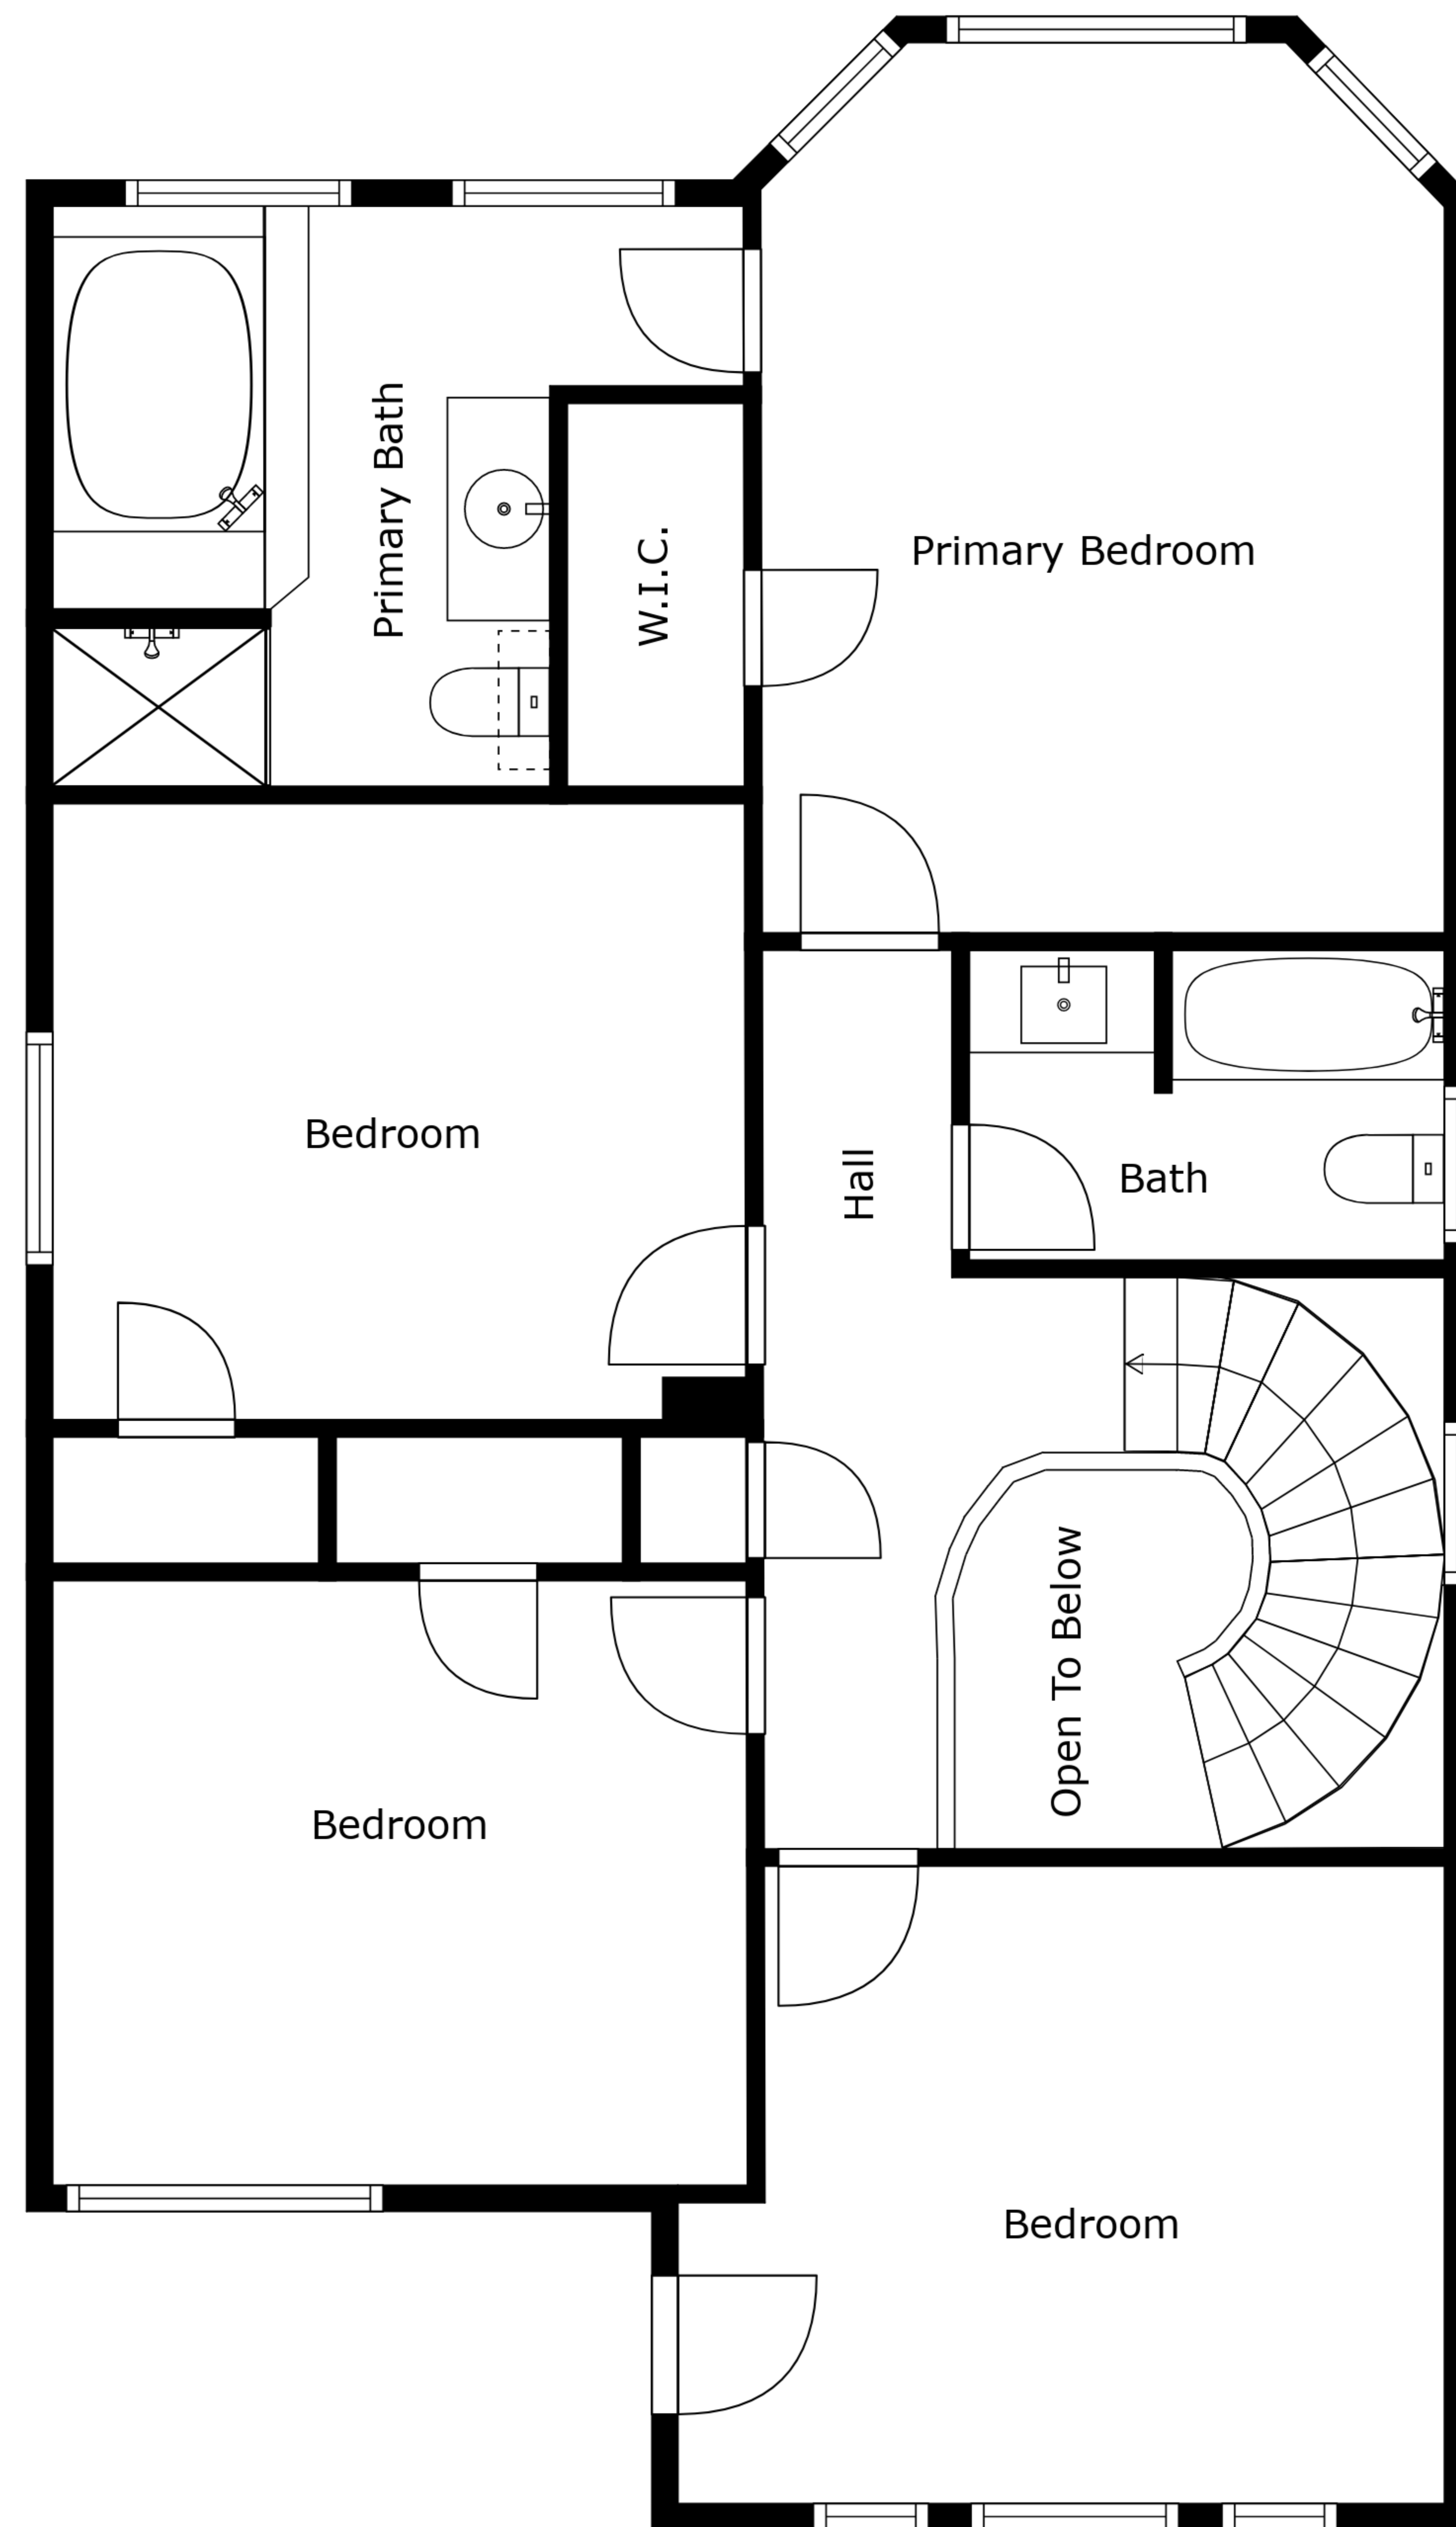 Primary Bath
W.I.C.
Primary Bedroom
Bedroom
Hall
Bath
Open To Below
Bedroom
Bedroom